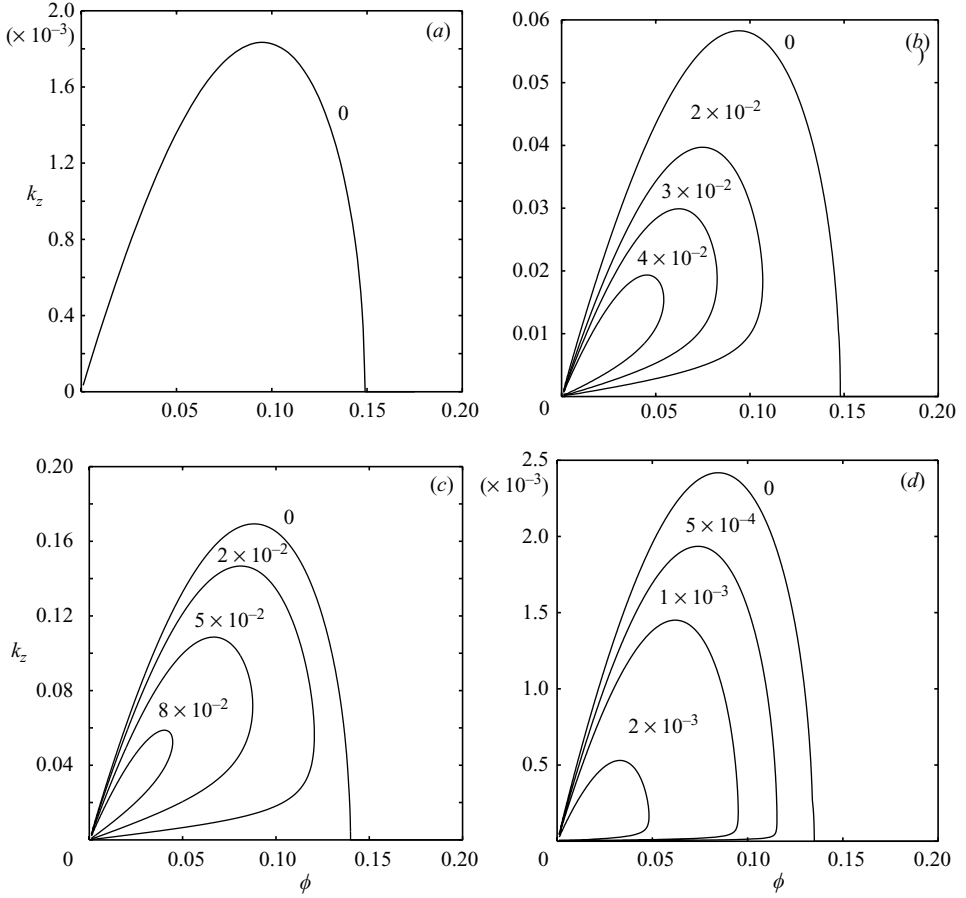 2.0
(× 10⁻³)
(a)
1.6
0
1.2
k_z
0.8
0.4
0
0.05 0.10 0.15 0.20
0.06
0
(b)
)
0.05
2 × 10⁻²
0.04
3 × 10⁻²
0.03
4 × 10⁻²
0.02
0.01
0
0.05 0.10 0.15 0.20
0.20
(c)
0
0.16
2 × 10⁻²
0.12
5 × 10⁻²
k_z
0.08
8 × 10⁻²
0.04
0
0.05 0.10 0.15 0.20
ϕ
2.5
(× 10⁻³)
(d)
0
2.0
5 × 10⁻⁴
1.5
1 × 10⁻³
1.0
2 × 10⁻³
0.5
0
0.05 0.10 0.15 0.20
ϕ